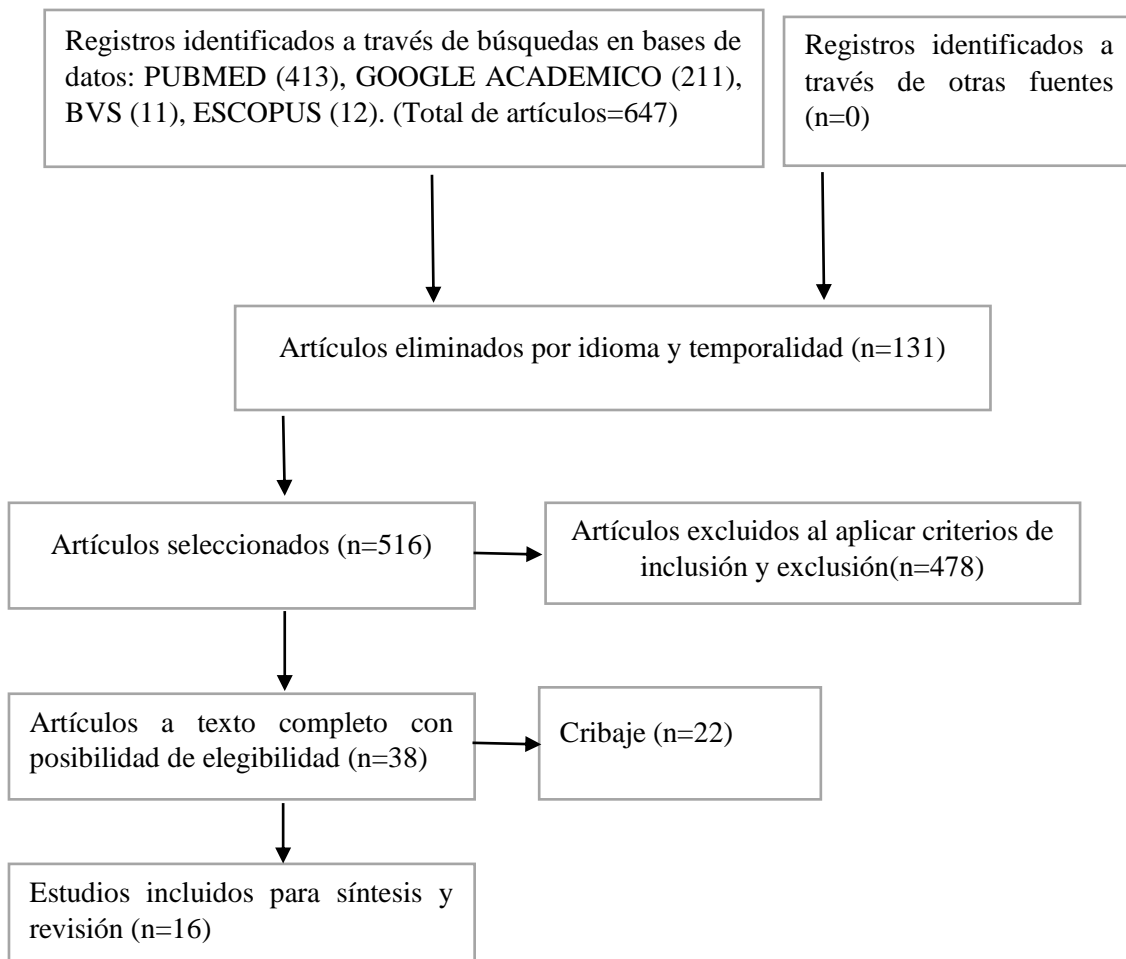 Registros identificados a través de búsquedas en bases de
datos: PUBMED (413), GOOGLE ACADEMICO (211),
BVS (11), ESCOPUS (12). (Total de artículos=647)
Registros identificados a
través de otras fuentes
(n=0)
Artículos eliminados por idioma y temporalidad (n=131)
Artículos seleccionados (n=516)
Artículos excluidos al aplicar criterios de
inclusión y exclusión(n=478)
Artículos a texto completo con
posibilidad de elegibilidad (n=38)
Cribaje (n=22)
Estudios incluidos para síntesis y
revisión (n=16)